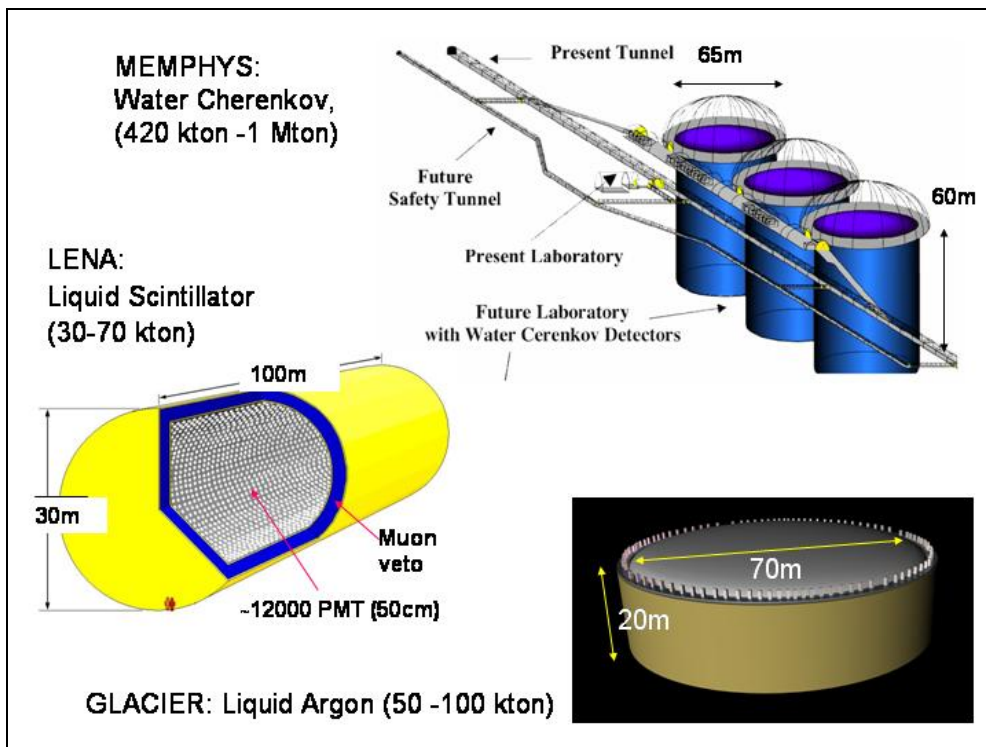 MEMPHYS:
Water Cherenkov,
(420 kton -1 Mton)
Present Tunnel
65m
Future
Safety Tunnel
60m
Present Laboratory
Future Laboratory
with Water Cerenkov Detectors
LENA:
Liquid Scintillator
(30-70 kton)
100m
30m
Muon
veto
~12000 PMT (50cm)
70m
20m
GLACIER: Liquid Argon (50 -100 kton)